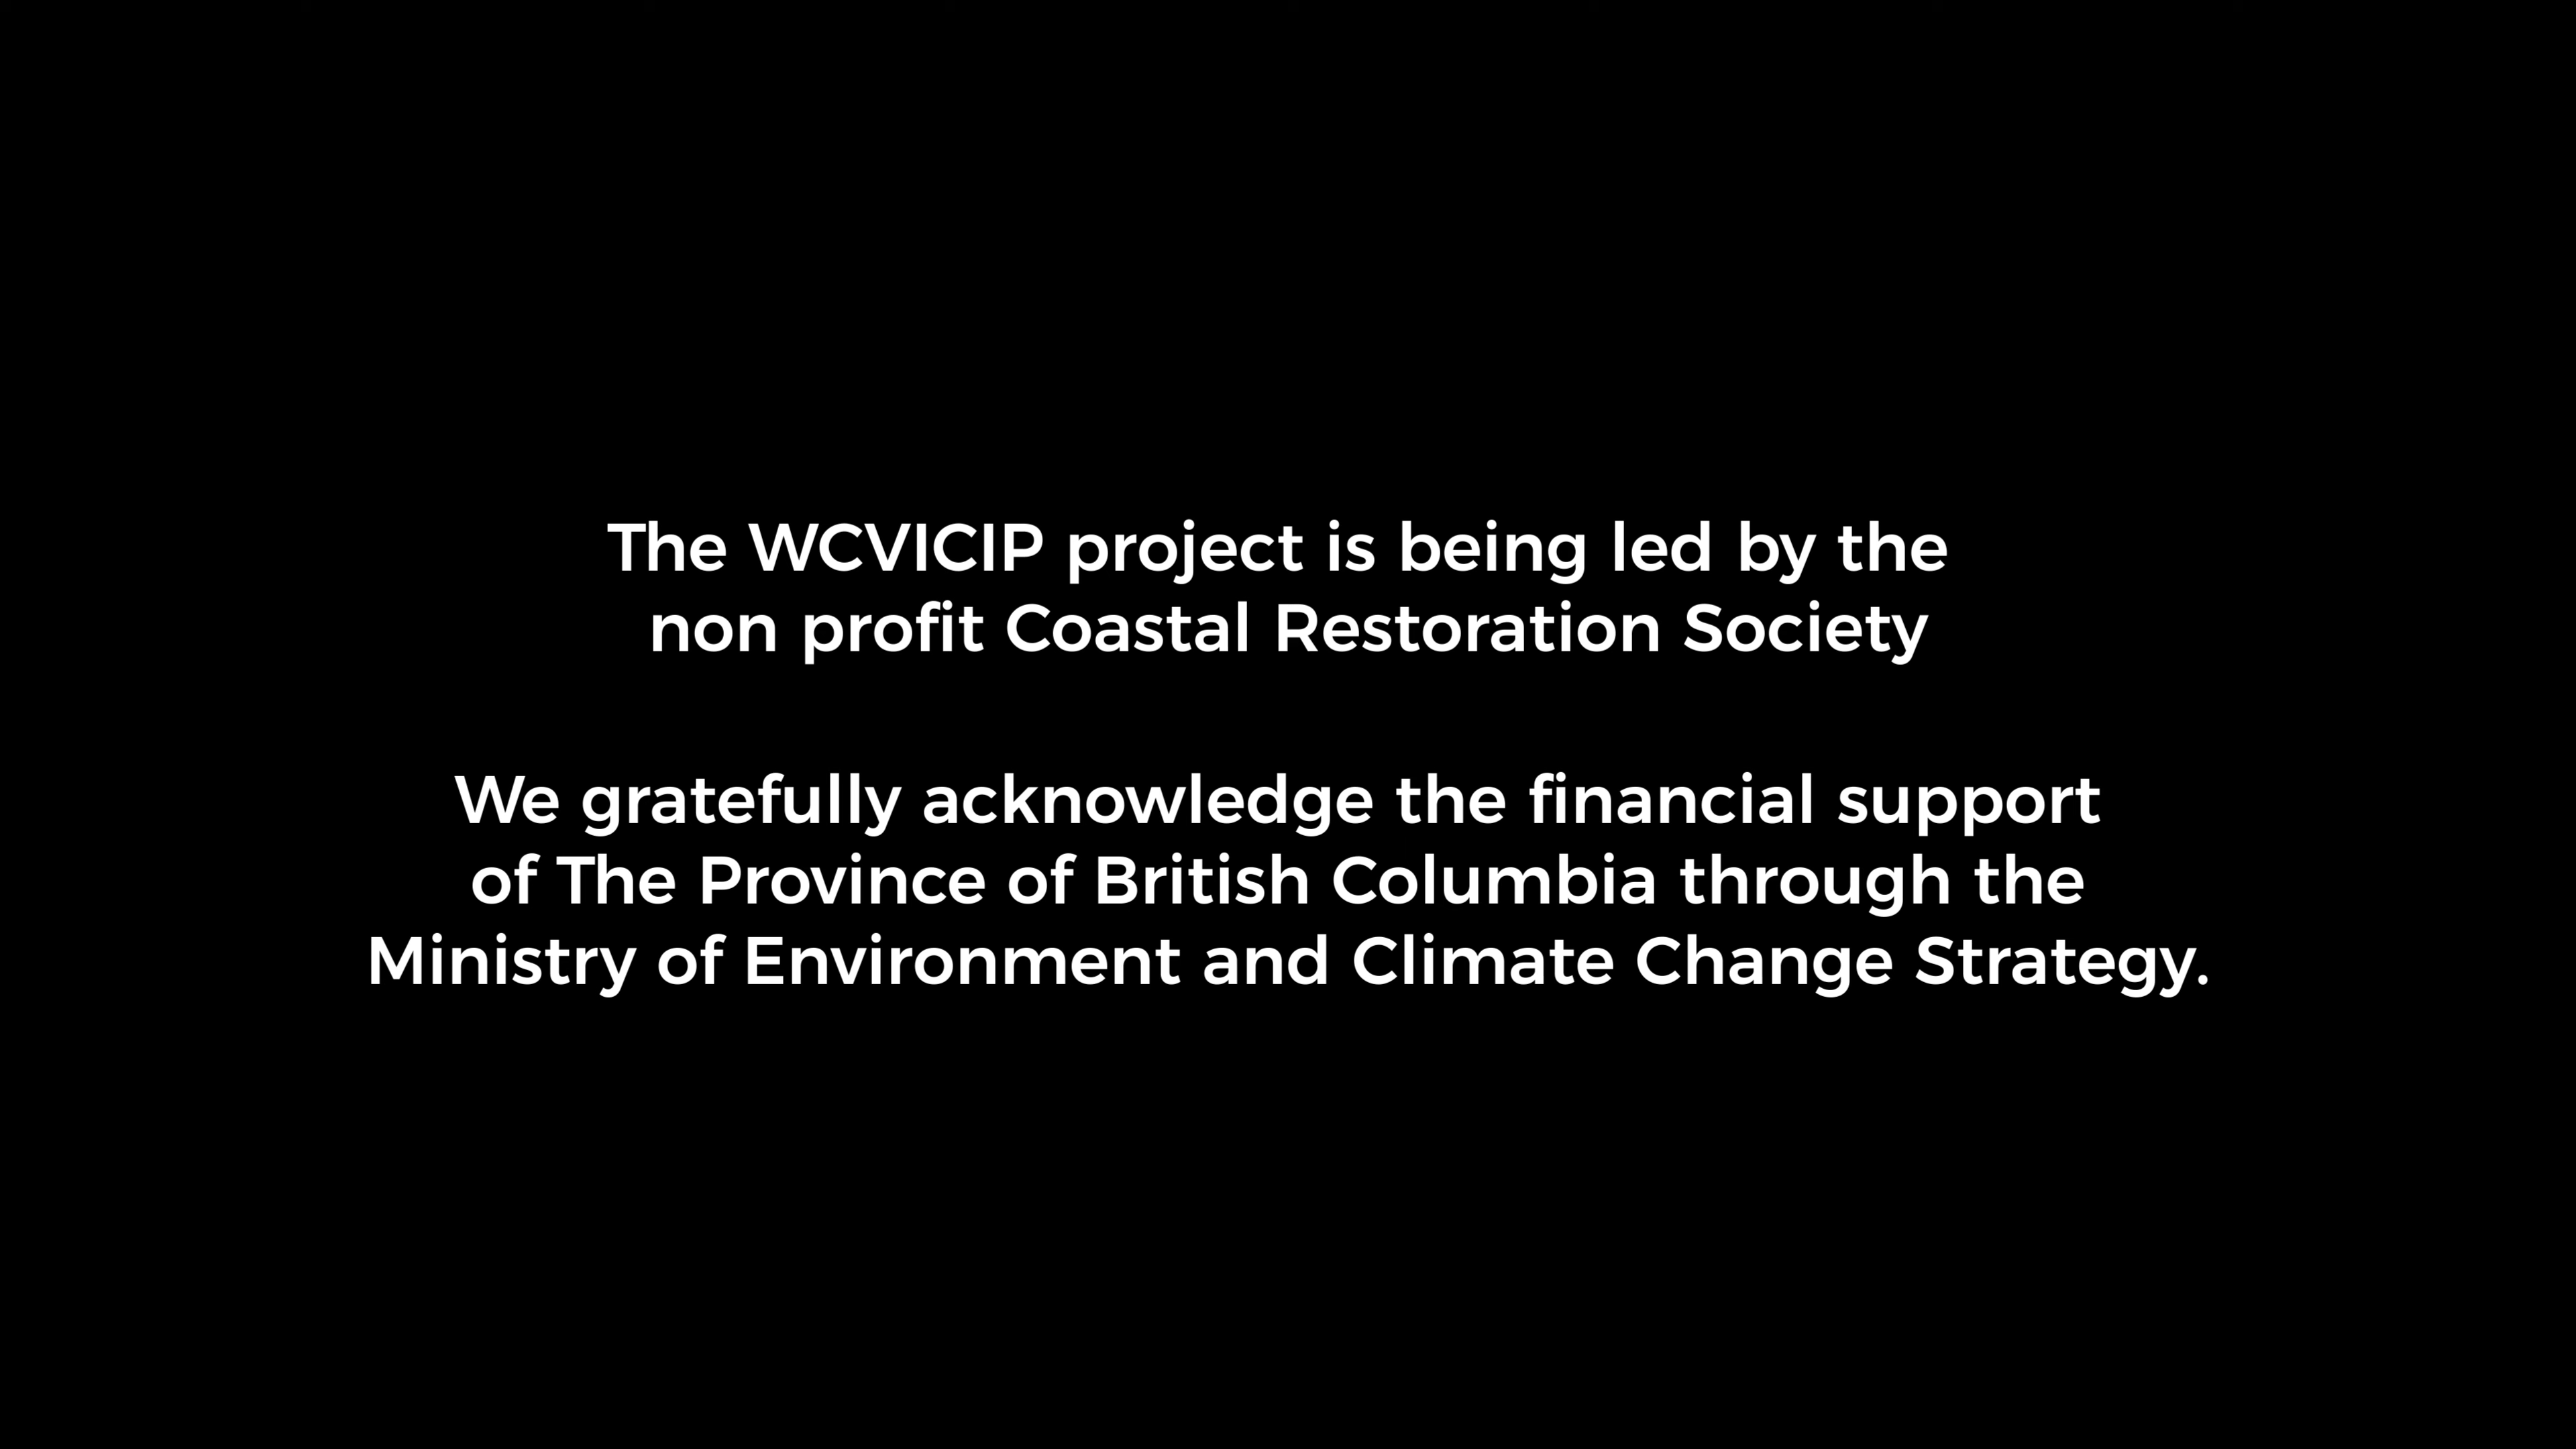 The WCVICIP project is being led by the
non profit Coastal Restoration Society
We gratefully acknowledge the financial support
of The Province of British Columbia through the
Ministry of Environment and Climate Change Strategy.